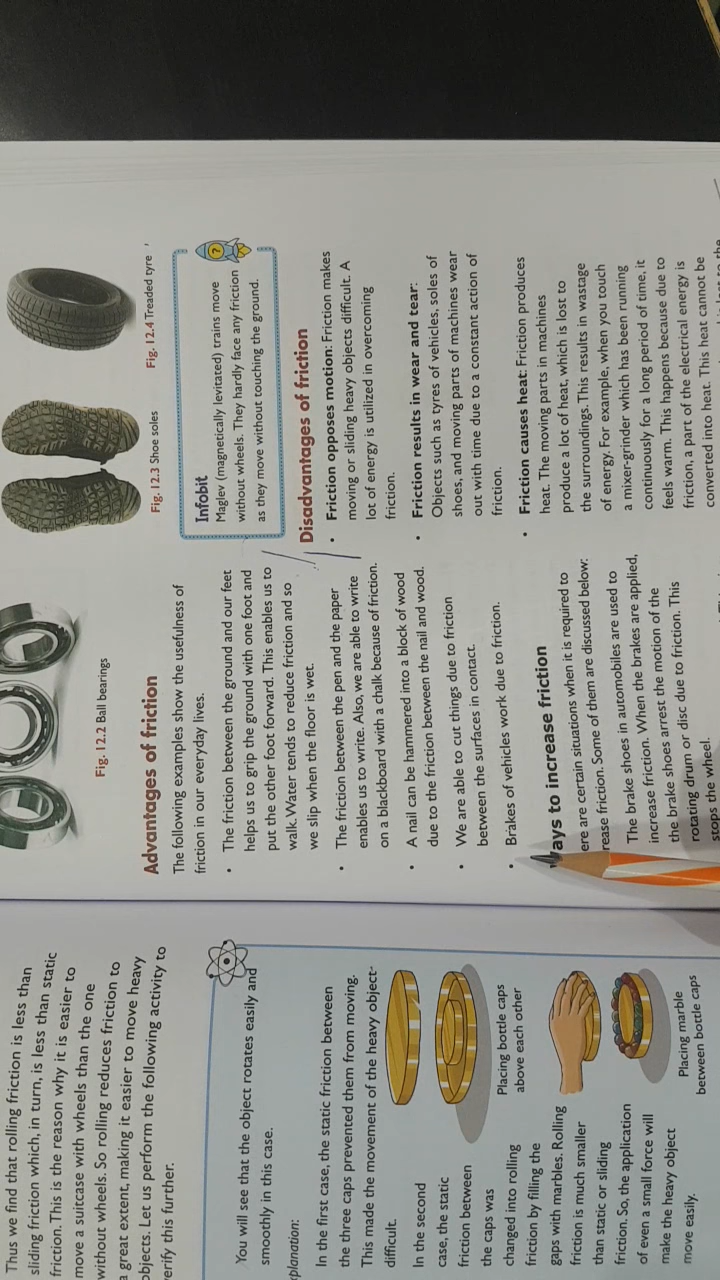 Thus we find that rolling friction is less than
sliding friction which, in turn, is less than static
friction. This is the reason why it is easier to
move a suitcase with wheels than the one
without wheels. So rolling reduces friction to
a great extent, making it easier to move heavy
objects. Let us perform the following activity to
verify this further.
You will see that the object rotates easily and
smoothly in this case.
planation:
In the first case, the static friction between
the three caps prevented them from moving.
This made the movement of the heavy object
difficult.
In the second
case, the static
friction between
the caps was
changed into rolling
friction by filling the
gaps with marbles. Rolling
friction is much smaller
than static or sliding
friction. So, the application
of even a small force will
make the heavy object
move easily.
Placing bottle caps
above each other
Placing marble
between bottle caps
Fig. 12.2 Ball bearings
Advantages of friction
The following examples show the usefulness of
friction in our everyday lives.
• The friction between the ground and our feet
helps us to grip the ground with one foot and
put the other foot forward. This enables us to
walk. Water tends to reduce friction and so
we slip when the floor is wet.
• The friction between the pen and the paper
enables us to write. Also, we are able to write
on a blackboard with a chalk because of friction.
• A nail can be hammered into a block of wood
due to the friction between the nail and wood.
• We are able to cut things due to friction
between the surfaces in contact.
• Brakes of vehicles work due to friction.
ays to increase friction
ere are certain situations when it is required to
rease friction. Some of them are discussed below:
The brake shoes in automobiles are used to
increase friction. When the brakes are applied,
the brake shoes arrest the motion of the
rotating drum or disc due to friction. This
stops the wheel.
Fig. 12.3 Shoe soles
Fig. 12.4 Treaded tyre
Infobit
Maglev (magnetically levitated) trains move
without wheels. They hardly face any friction
as they move without touching the ground.
?
Disadvantages of friction
• Friction opposes motion: Friction makes
moving or sliding heavy objects difficult. A
lot of energy is utilized in overcoming
friction.
• Friction results in wear and tear:
Objects such as tyres of vehicles, soles of
shoes, and moving parts of machines wear
out with time due to a constant action of
friction.
• Friction causes heat: Friction produces
heat. The moving parts in machines
produce a lot of heat, which is lost to
the surroundings. This results in wastage
of energy. For example, when you touch
a mixer-grinder which has been running
continuously for a long period of time, it
feels warm. This happens because due to
friction, a part of the electrical energy is
converted into heat. This heat cannot be